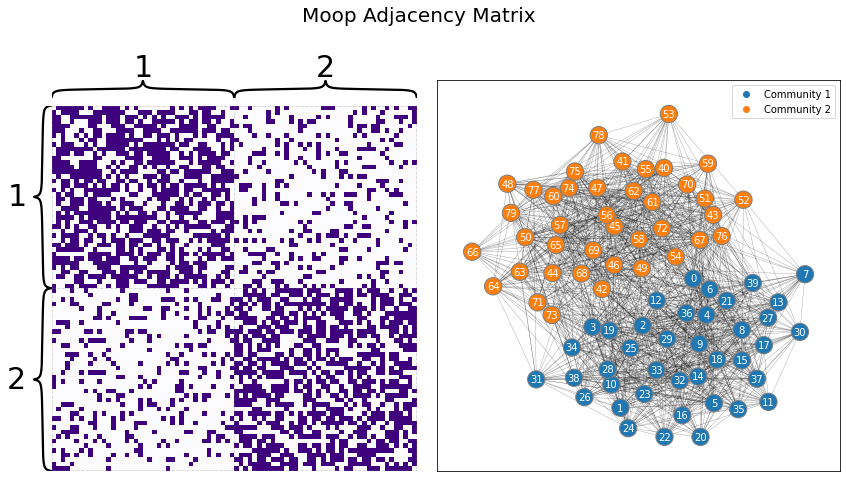 Moop Adjacency Matrix
1 2
1
2
Community 1
Community 2
53
78
41 55 40 59
75
48 77 60 74 47 62 70 51 52
79 57 56 45 61 43
50 65 69 58 72 67 76
66 63 44 68 46 49 54
64 42 0 6 39 7
71 12 21 13
73 36 4 27
3 19 2 8 30
34 25 29 9 17
28 33 18 15
31 38 10 32 14 37
26 23 5 11
1 16 35
24 22 20